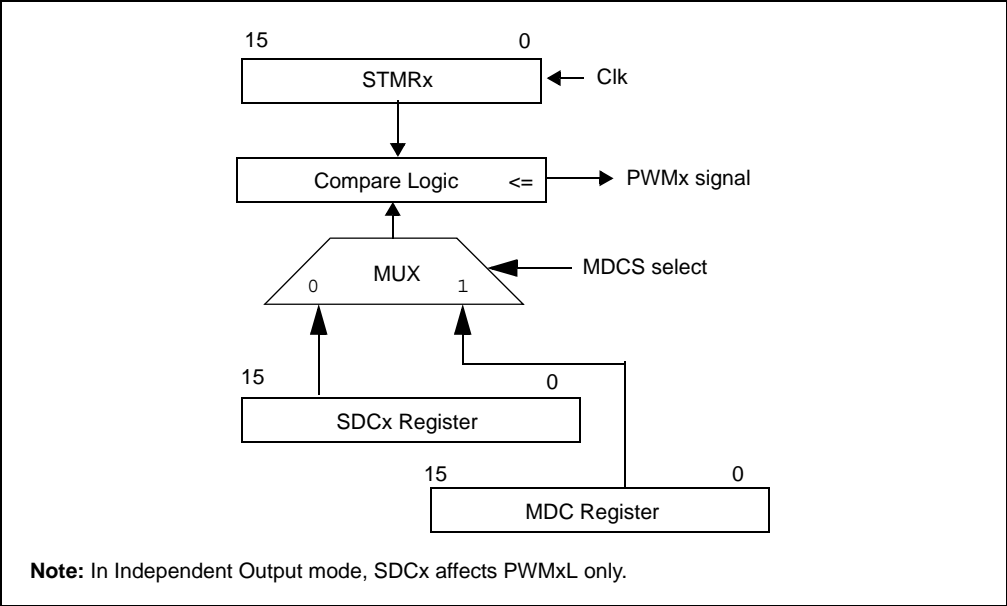 15 0
STMRx
Clk
Compare Logic <=
PWMx signal
MUX
MDCS select
0 1
15 0
SDCx Register
15 0
MDC Register
Note: In Independent Output mode, SDCx affects PWMxL only.